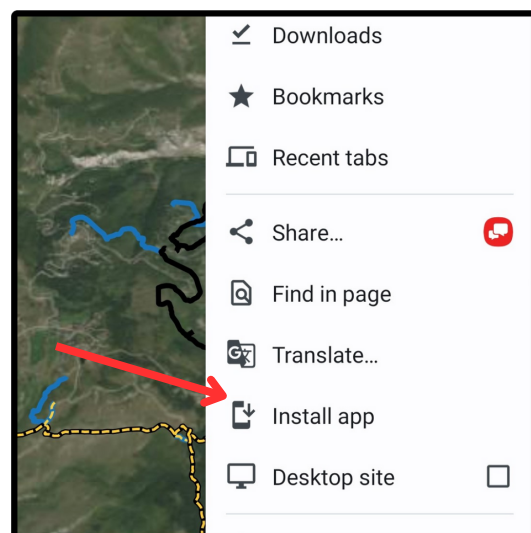 Downloads
Bookmarks
Recent tabs
Share...
Find in page
Translate...
Install app
Desktop site